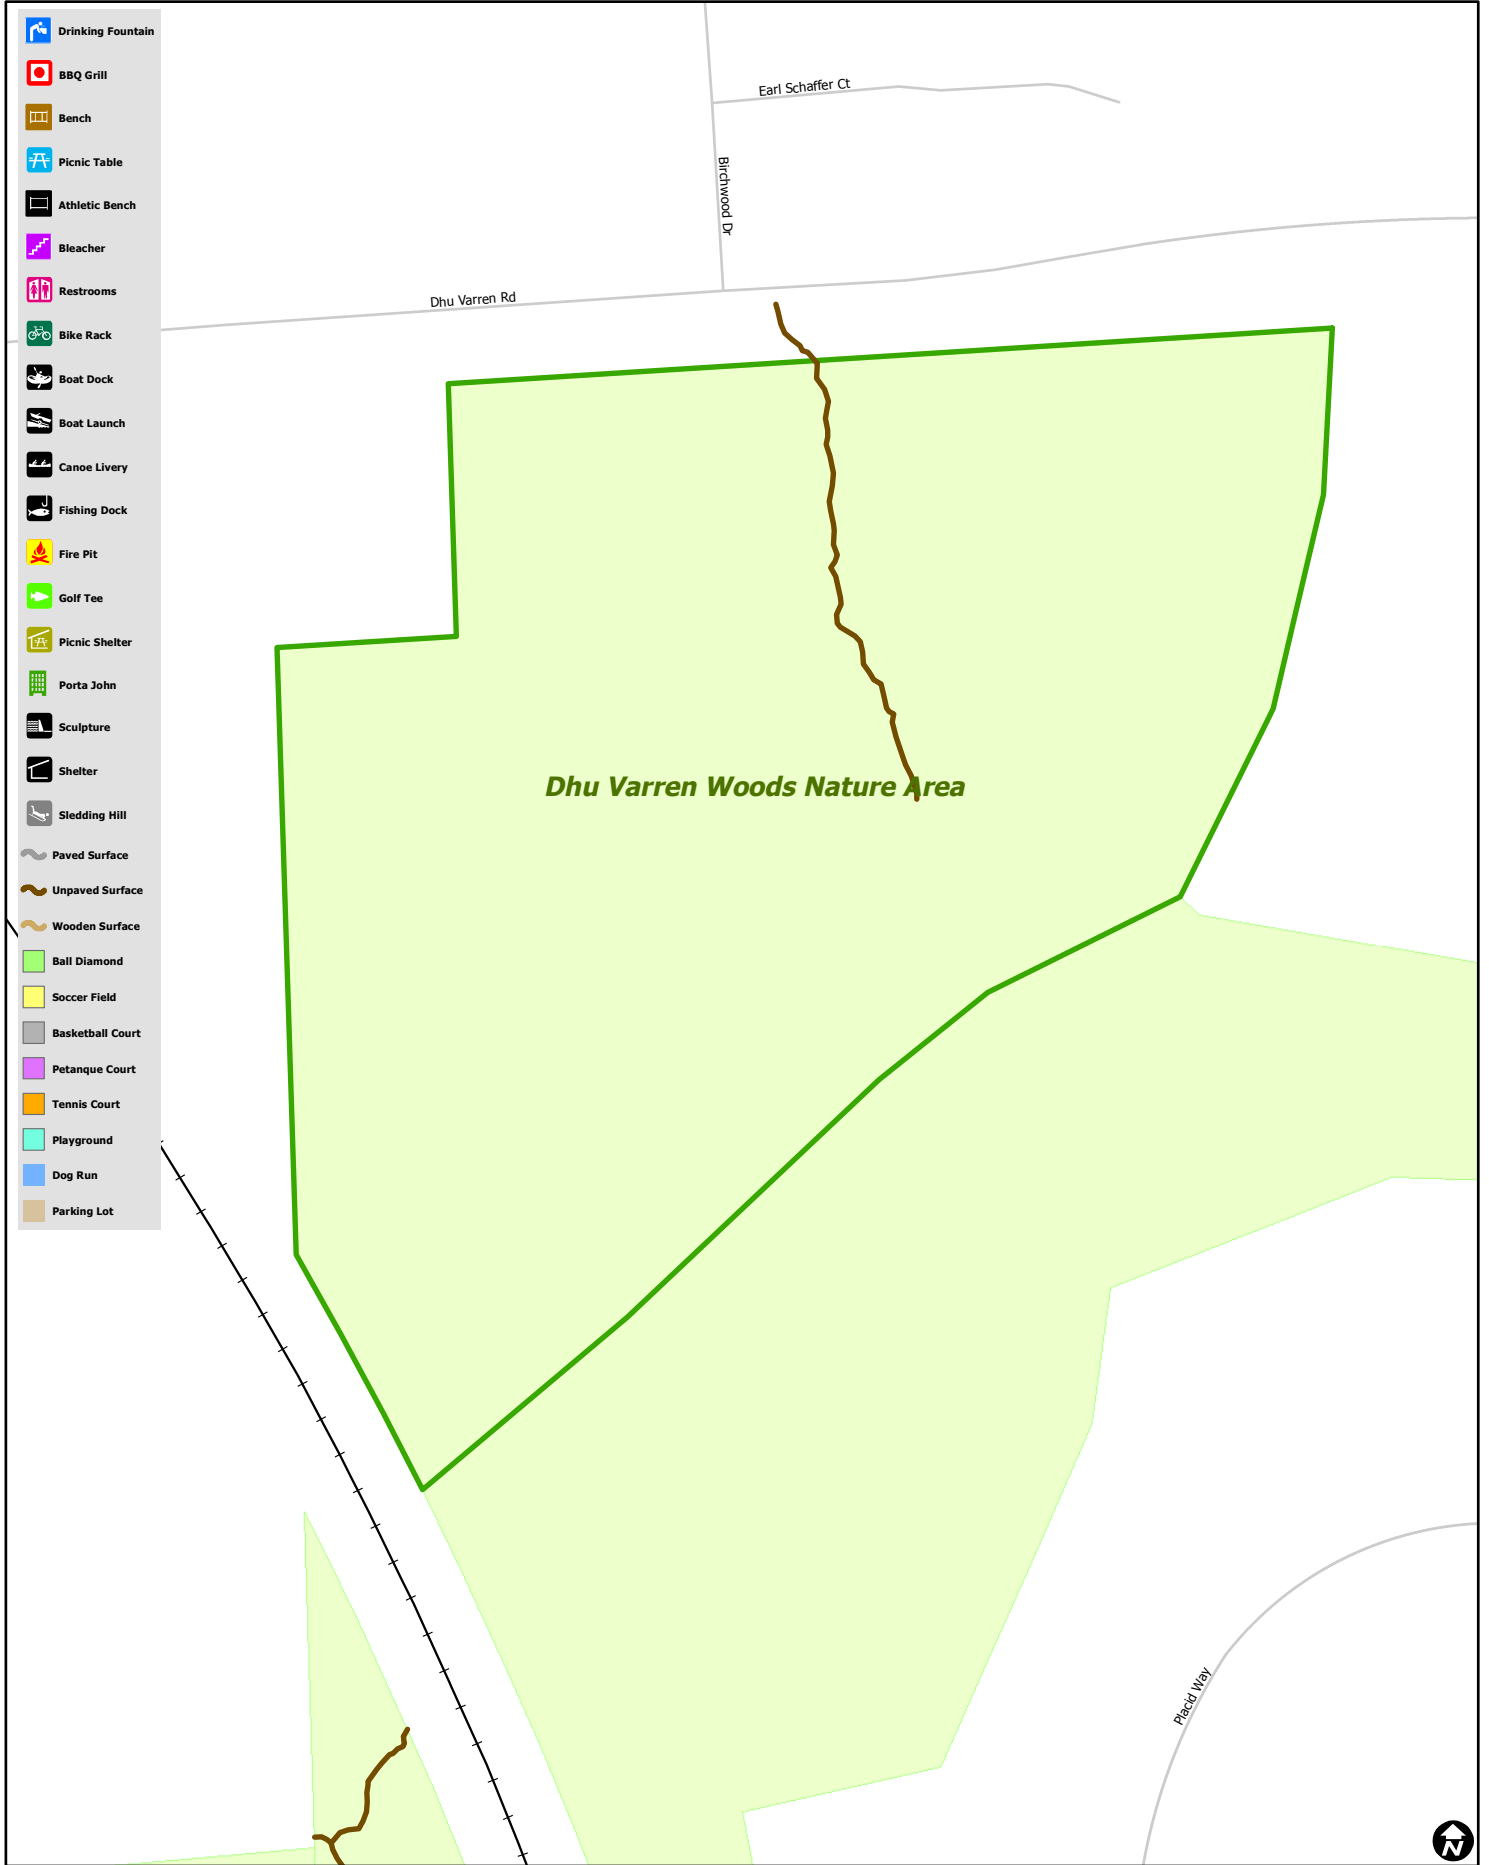 Drinking Fountain
BBQ Grill
Bench
Picnic Table
Athletic Bench
Bleacher
Restrooms
Bike Rack
Boat Dock
Boat Launch
Canoe Livery
Fishing Dock
Fire Pit
Golf Tee
Picnic Shelter
Porta John
Sculpture
Shelter
Sledding Hill
Paved Surface
Unpaved Surface
Wooden Surface
Ball Diamond
Soccer Field
Basketball Court
Petanque Court
Tennis Court
Playground
Dog Run
Parking Lot
Earl Schaffer Ct
Birchwood Dr
Dhu Varren Rd
Dhu Varren Woods Nature Area
Placid Way
N